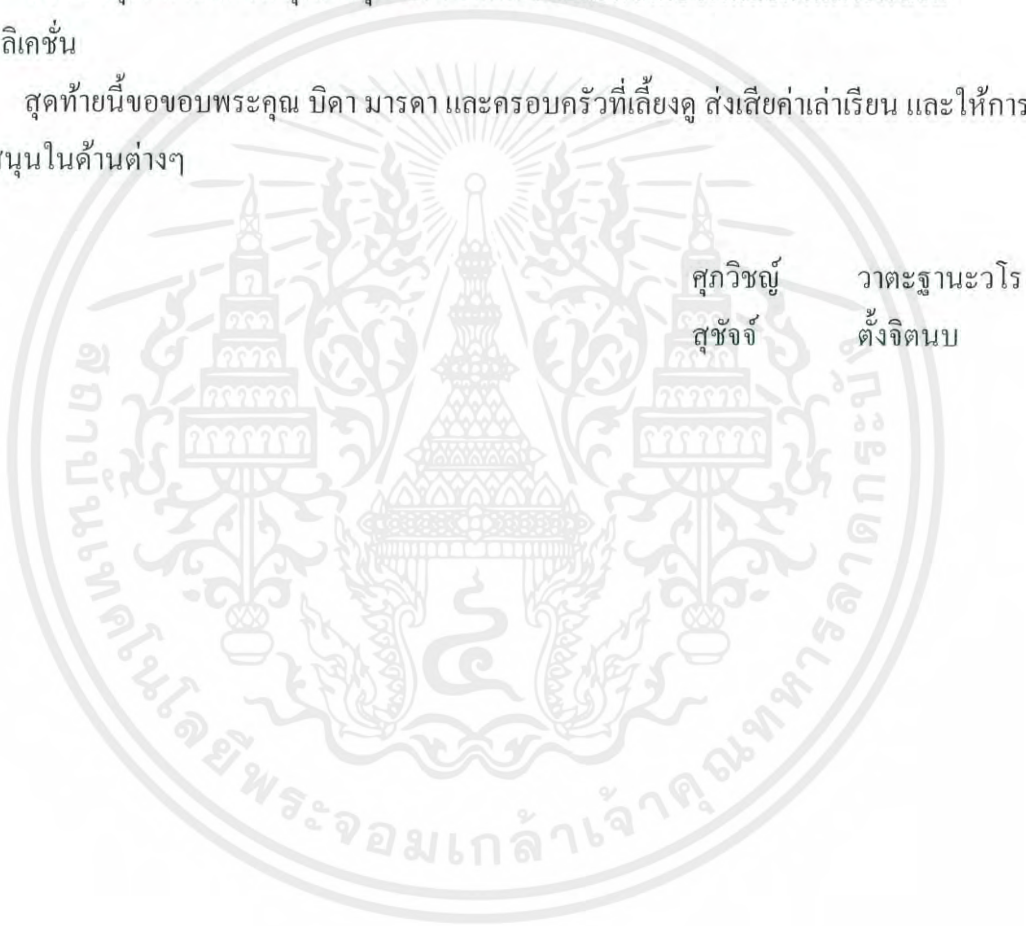 ลิเคชั่น
สุดท้ายนี้ขอขอบพระคุณ บิดา มารดา และครอบครัวที่เลี้ยงดู ส่งเสียค่าเล่าเรียน และให้การ
สนุนในด้านต่างๆ
ศุภวิชญ์ วาตะฐานะวโร
สุชัจจ์ ตั้งจิตนบ
สถาบันเทคโนโลยีพระจอมเกล้าเจ้าคุณทหารลาดกระบัง